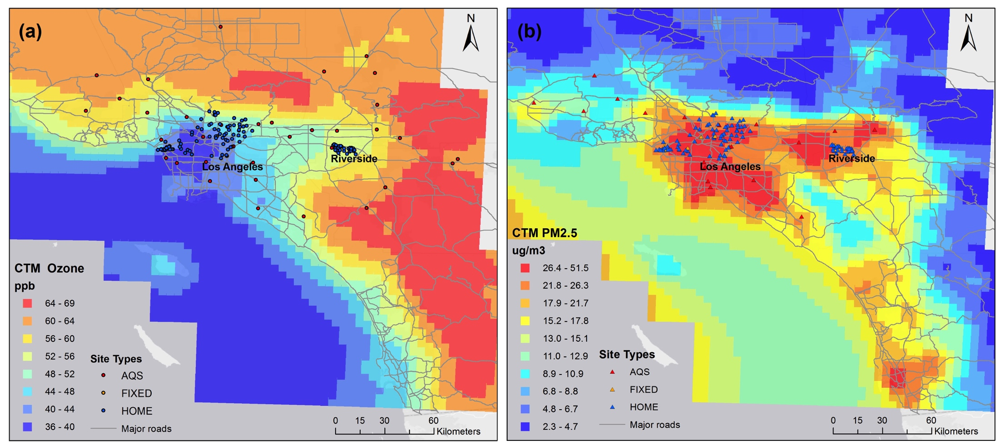 (a)
N
Riverside
Los Angeles
CTM Ozone
ppb
64 - 69
60 - 64
56 - 60
52 - 56
48 - 52
44 - 48
40 - 44
36 - 40
Site Types
AQS
FIXED
HOME
Major roads
0 15 30 60
Kilometers
(b)
N
Riverside
Los Angeles
CTM PM2.5
ug/m3
26.4 - 51.5
21.8 - 26.3
17.9 - 21.7
15.2 - 17.8
13.0 - 15.1
11.0 - 12.9
8.9 - 10.9
6.8 - 8.8
4.8 - 6.7
2.3 - 4.7
Site Types
AQS
FIXED
HOME
Major roads
0 15 30 60
Kilometers